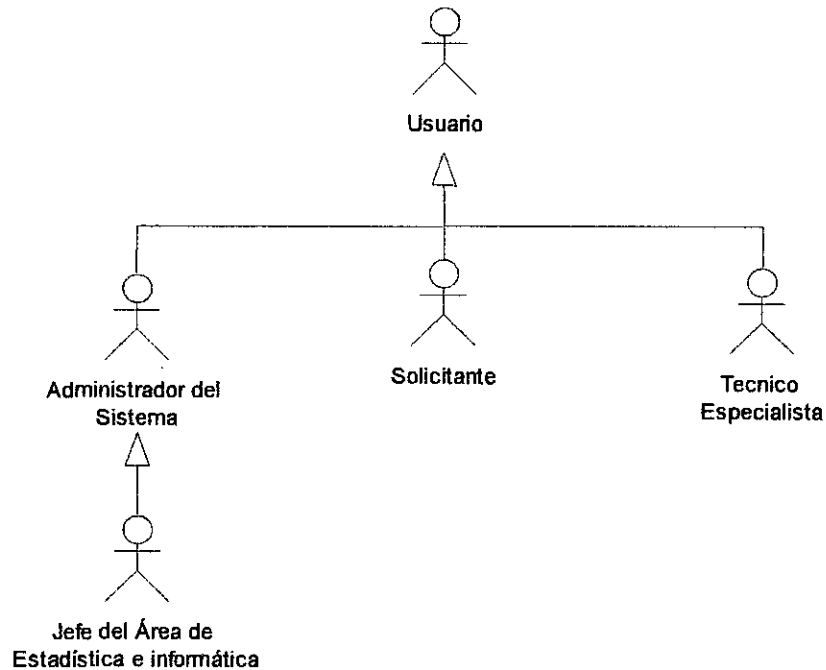 Usuario
Administrador del
Sistema
Solicitante
Tecnico
Especialista
Jefe del Área de
Estadística e informática